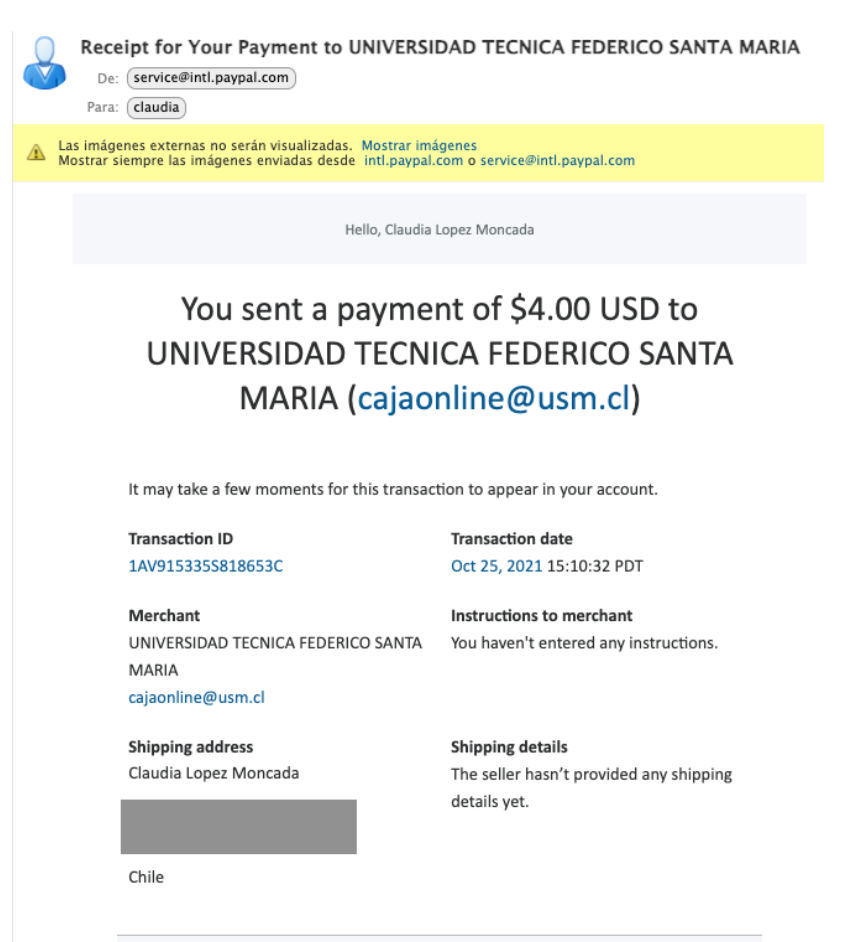 Receipt for Your Payment to UNIVERSIDAD TECNICA FEDERICO SANTA MARIA
De: service@intl.paypal.com
Para: claudia
Las imágenes externas no serán visualizadas. Mostrar imágenes
Mostrar siempre las imágenes enviadas desde intl.paypal.com o service@intl.paypal.com
Hello, Claudia Lopez Moncada
You sent a payment of $4.00 USD to
UNIVERSIDAD TECNICA FEDERICO SANTA
MARIA (cajaonline@usm.cl)
It may take a few moments for this transaction to appear in your account.
Transaction ID
1AV915335S818653C
Transaction date
Oct 25, 2021 15:10:32 PDT
Merchant
UNIVERSIDAD TECNICA FEDERICO SANTA
MARIA
cajaonline@usm.cl
Instructions to merchant
You haven't entered any instructions.
Shipping address
Claudia Lopez Moncada
Chile
Shipping details
The seller hasn’t provided any shipping
details yet.